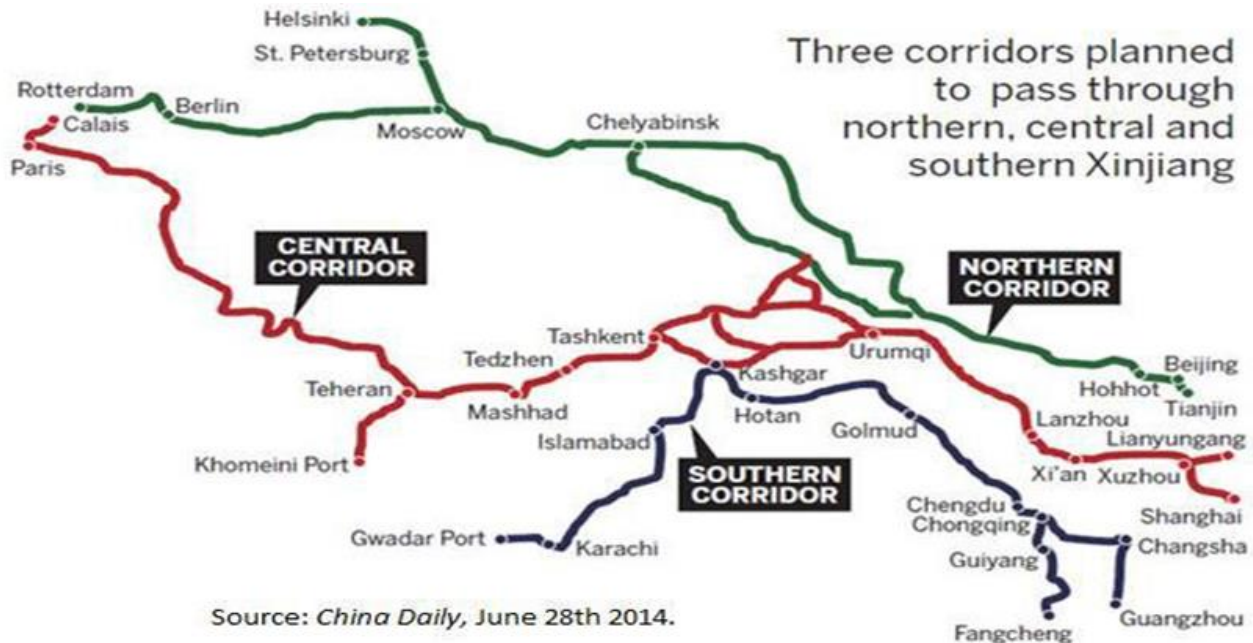 Helsinki
St. Petersburg
Three corridors planned
to pass through
northern, central and
southern Xinjiang
Rotterdam
Berlin
Calais
Moscow
Chelyabinsk
Paris
CENTRAL
CORRIDOR
NORTHERN
CORRIDOR
Tashkent
Urumqi
Tedzhen
Kashgar
Beijing
Hohhot
Teheran
Mashhad
Hotan
Tianjin
Golmud
Lanzhou
Islamabad
Lianyungang
Khomeini Port
SOUTHERN
CORRIDOR
Xi'an
Xuzhou
Chengdu
Chongqing
Shanghai
Gwadar Port
Karachi
Guiyang
Changsha
Source: China Daily, June 28th 2014.
Guangzhou
Fangcheng